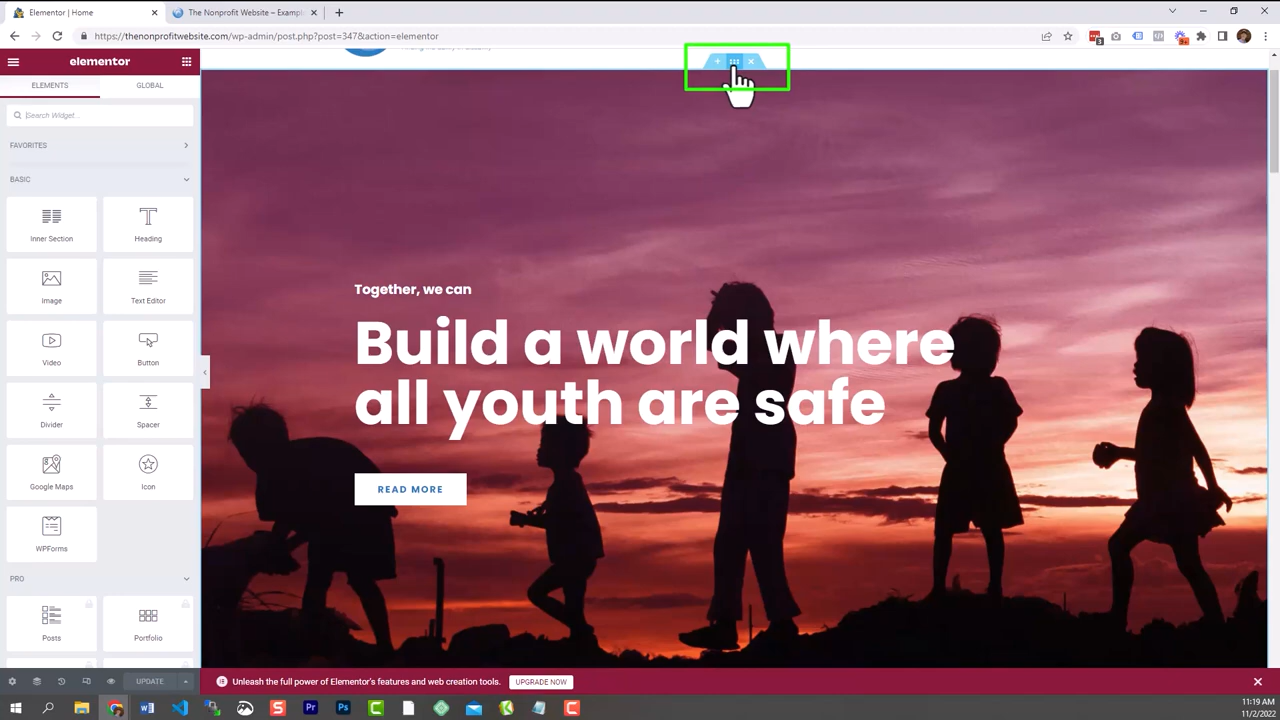 Elementor | Home
The Nonprofit Website – Example
https://thenonprofitwebsite.com/wp-admin/post.php?post=347&action=elementor
elementor
ELEMENTS
GLOBAL
Search Widget...
FAVORITES
BASIC
Inner Section
Heading
Image
Text Editor
Video
Button
Divider
Spacer
Google Maps
Icon
WPForms
PRO
Posts
Portfolio
UPDATE
Together, we can
Build a world where
all youth are safe
READ MORE
Unleash the full power of Elementor's features and web creation tools.
UPGRADE NOW
11:19 AM
11/2/2022